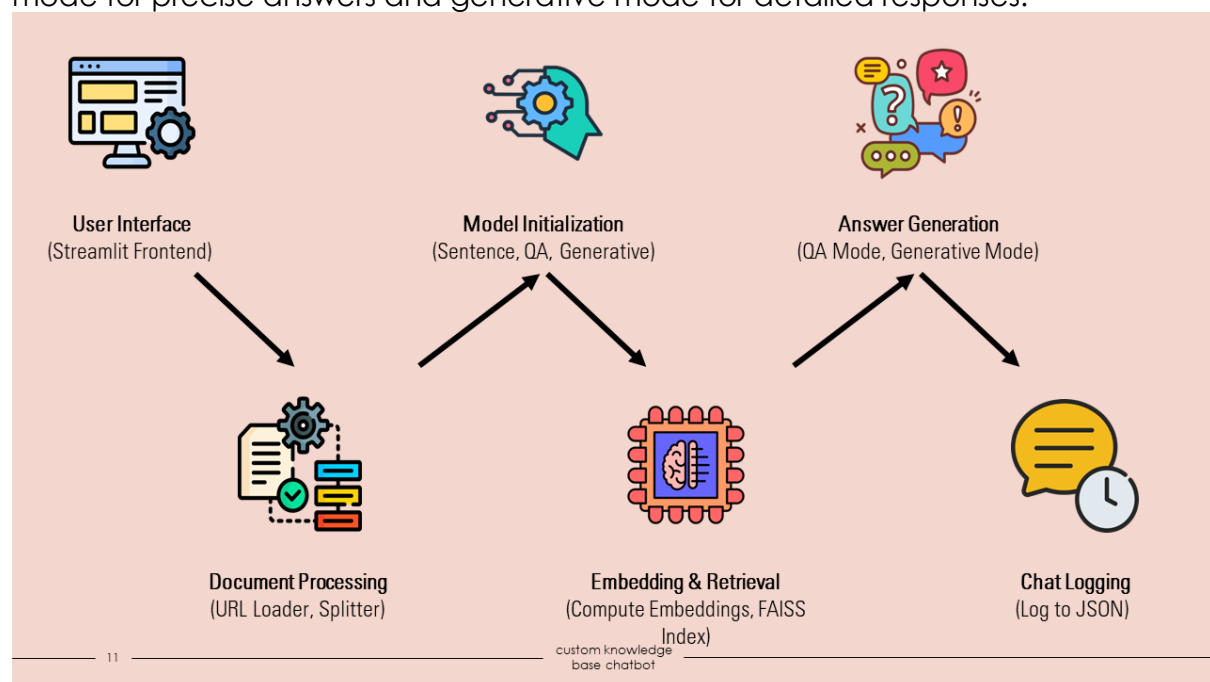 mode for precise answers and generative mode for detailed responses.
User Interface
(Streamlit Frontend)
Model Initialization
(Sentence, QA, Generative)
Answer Generation
(QA Mode, Generative Mode)
Document Processing
(URL Loader, Splitter)
Embedding & Retrieval
(Compute Embeddings, FAISS
Index)
Chat Logging
(Log to JSON)
11
custom knowledge
base chatbot